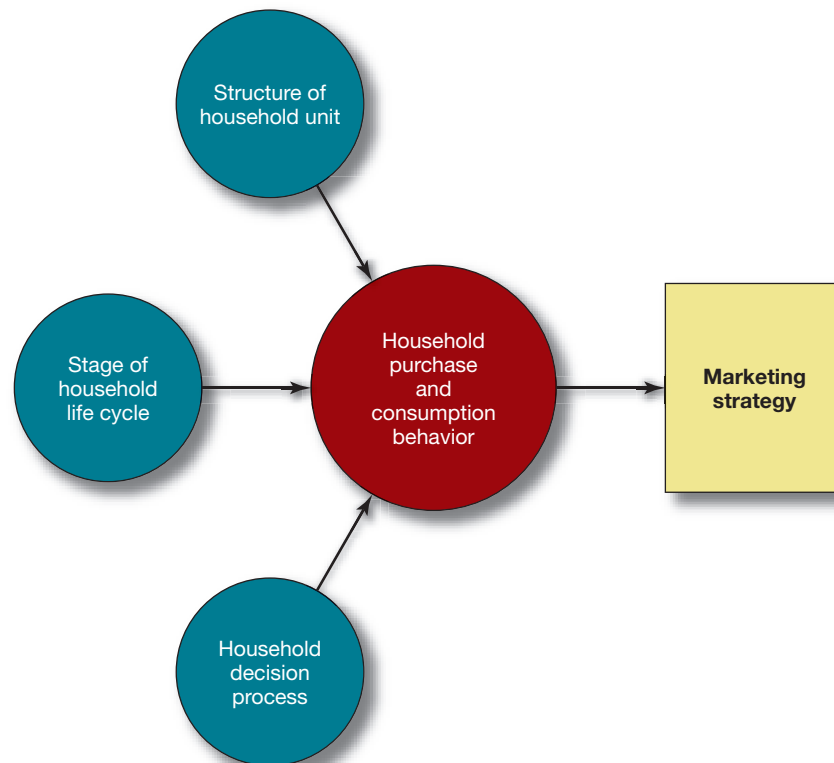 Structure of
household unit
Stage of
household
life cycle
Household
purchase
and
consumption
behavior
Marketing
strategy
Household
decision
process